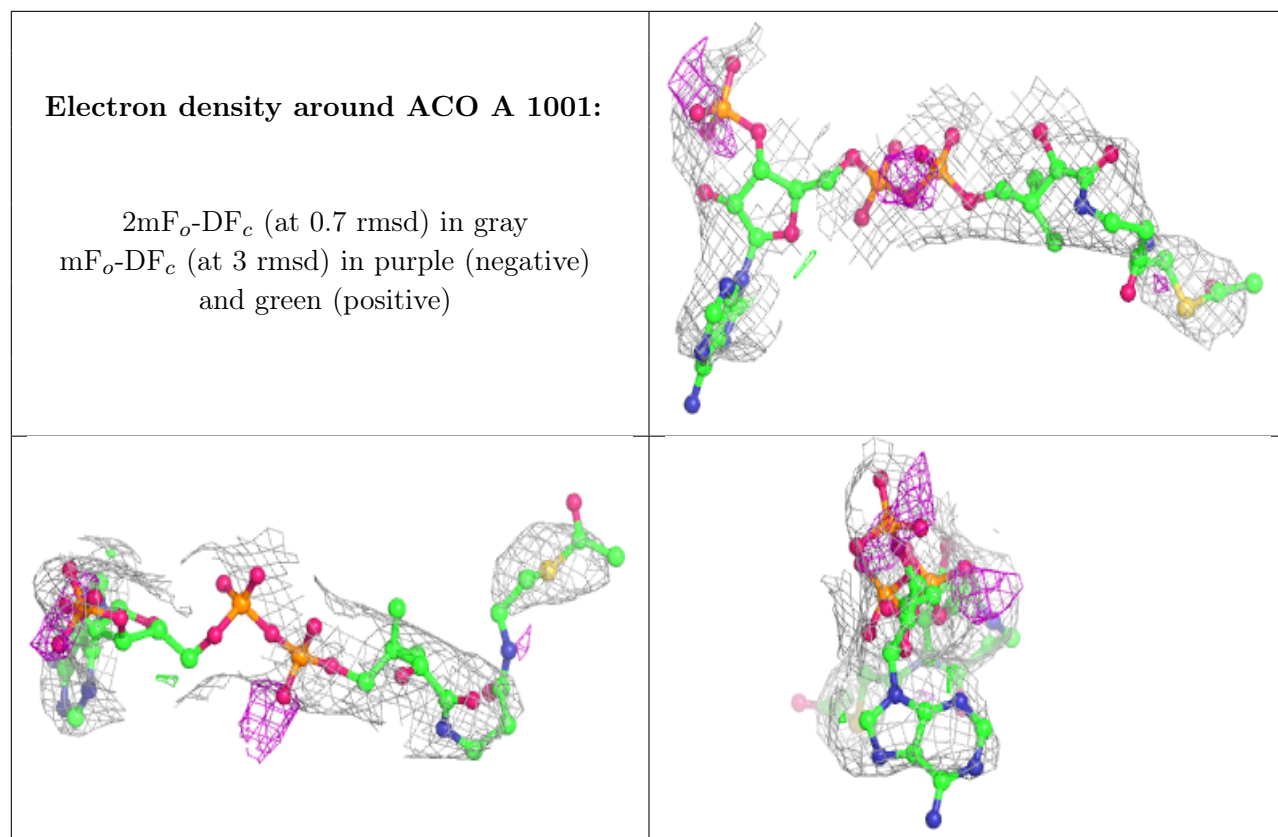 Electron density around ACO A 1001:
2mFₒ-DF𝒸 (at 0.7 rmsd) in gray
mFₒ-DF𝒸 (at 3 rmsd) in purple (negative)
and green (positive)